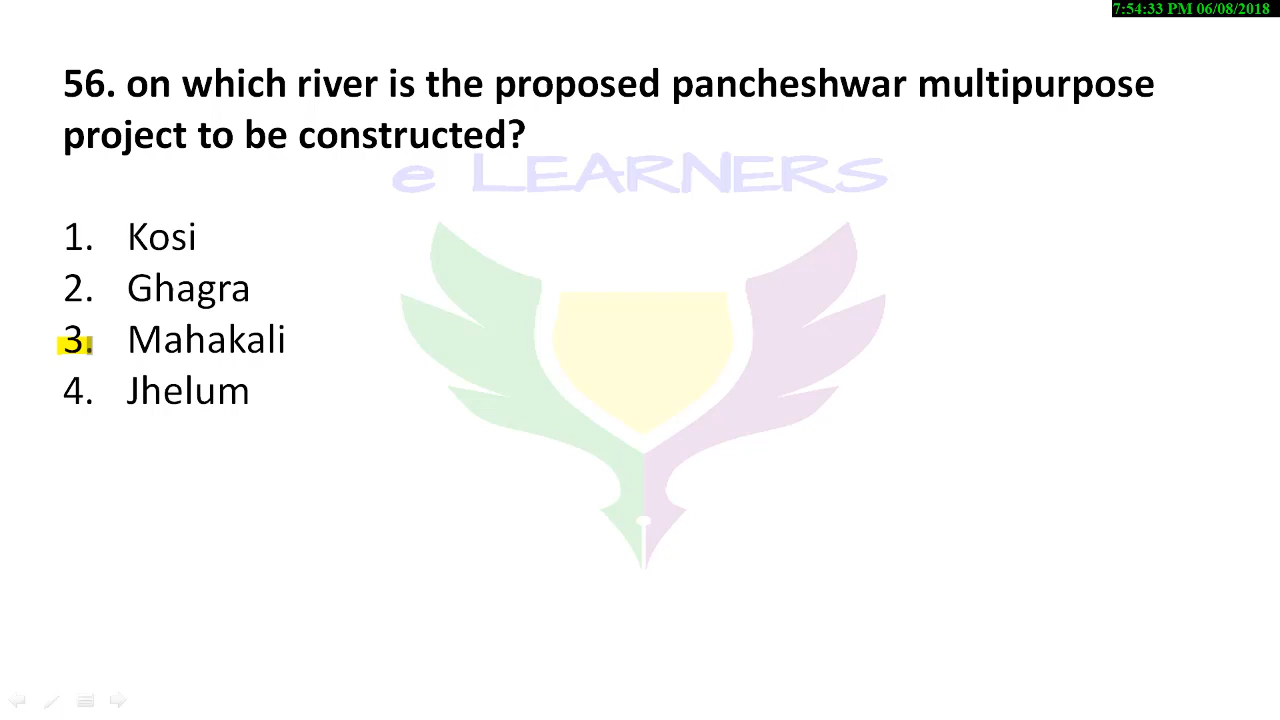 7:54:33 PM 06/08/2018
56. on which river is the proposed pancheshwar multipurpose
project to be constructed?
e LEARNERS
1. Kosi
2. Ghagra
3. Mahakali
4. Jhelum